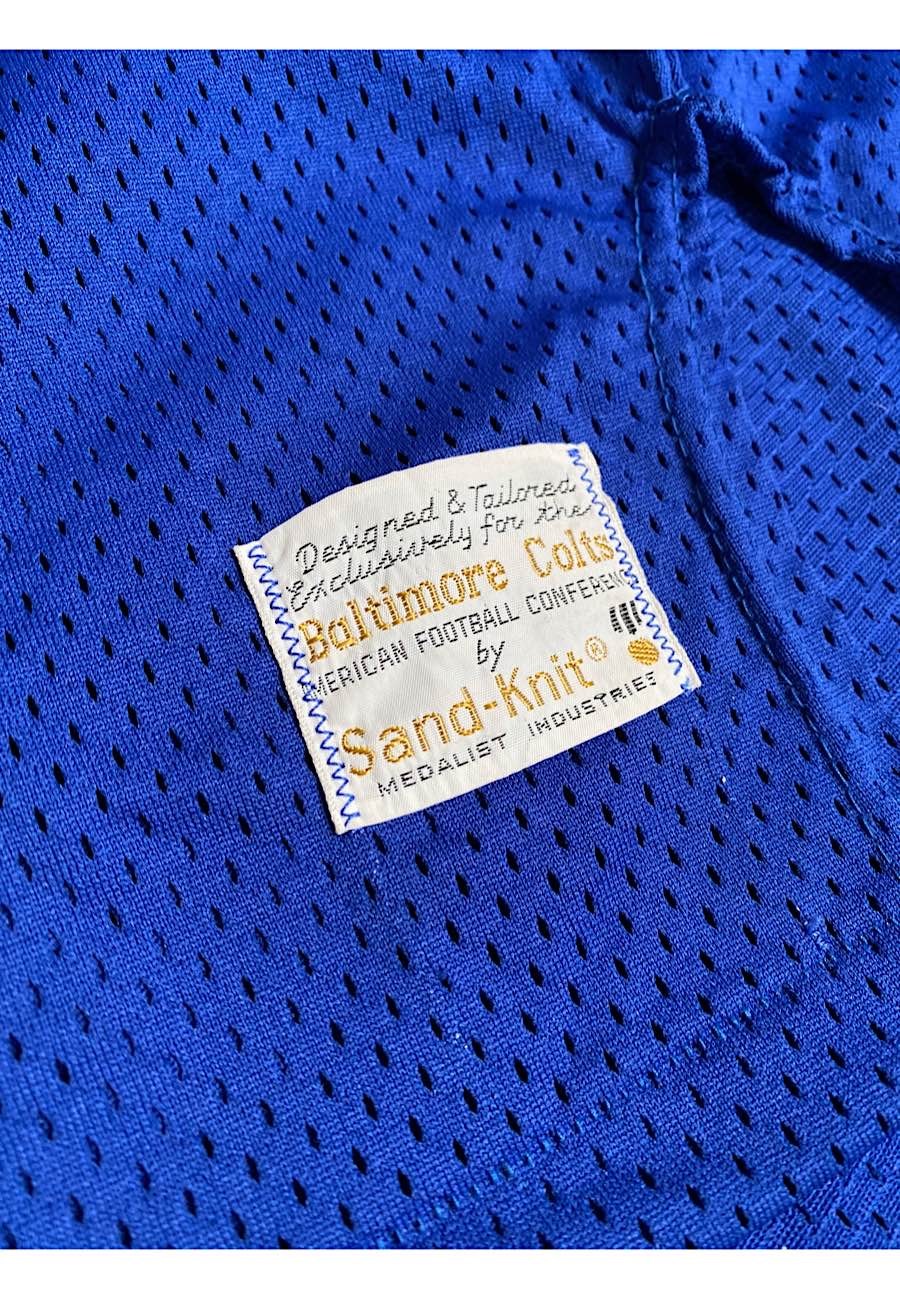 Designed & Tailored
Exclusively for the
Baltimore Colts
MERICAN FOOTBALL CONFEREN
by
Sand-Knit®
MEDALIST INDUSTRIES